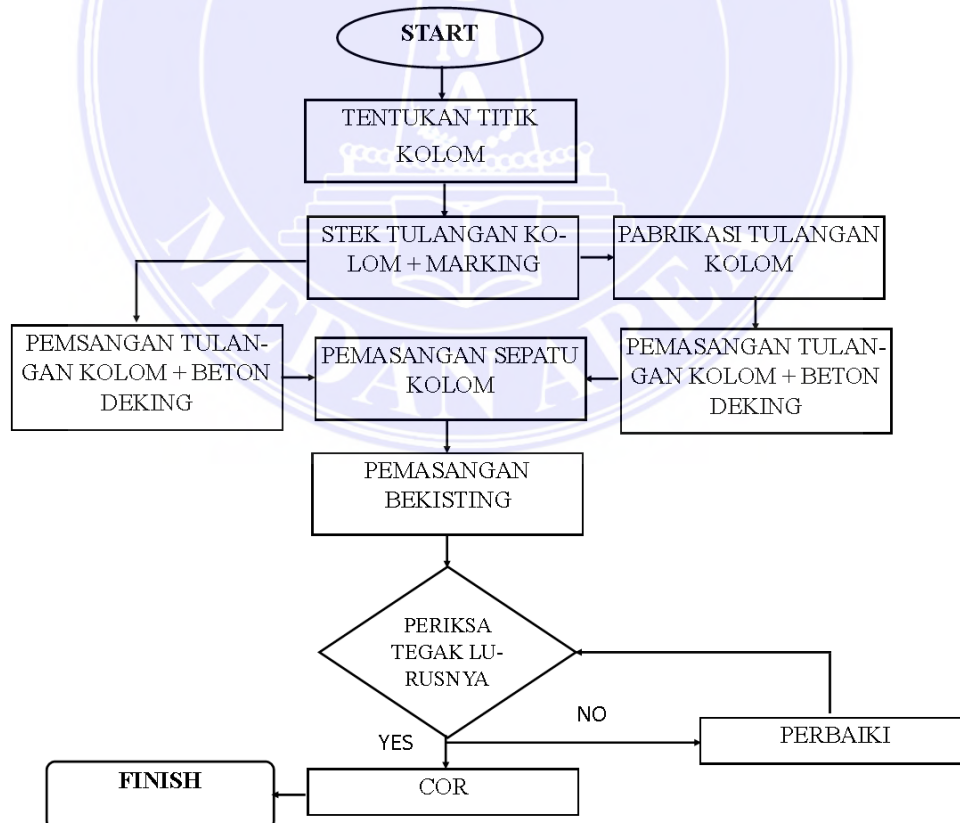 START
TENTUKAN TITIK
KOLOM
STEK TULANGAN KO-
LOM + MARKING
PABRIKASI TULANGAN
KOLOM
PEMSANGAN TULAN-
GAN KOLOM + BETON
DEKING
PEMASANGAN SEPATU
KOLOM
PEMASANGAN TULAN-
GAN KOLOM + BETON
DEKING
PEMASANGAN
BEKISTING
PERIKSA
TEGAK LU-
RUSNYA
NO
YES
PERBAIKI
COR
FINISH
MEDAN AREA